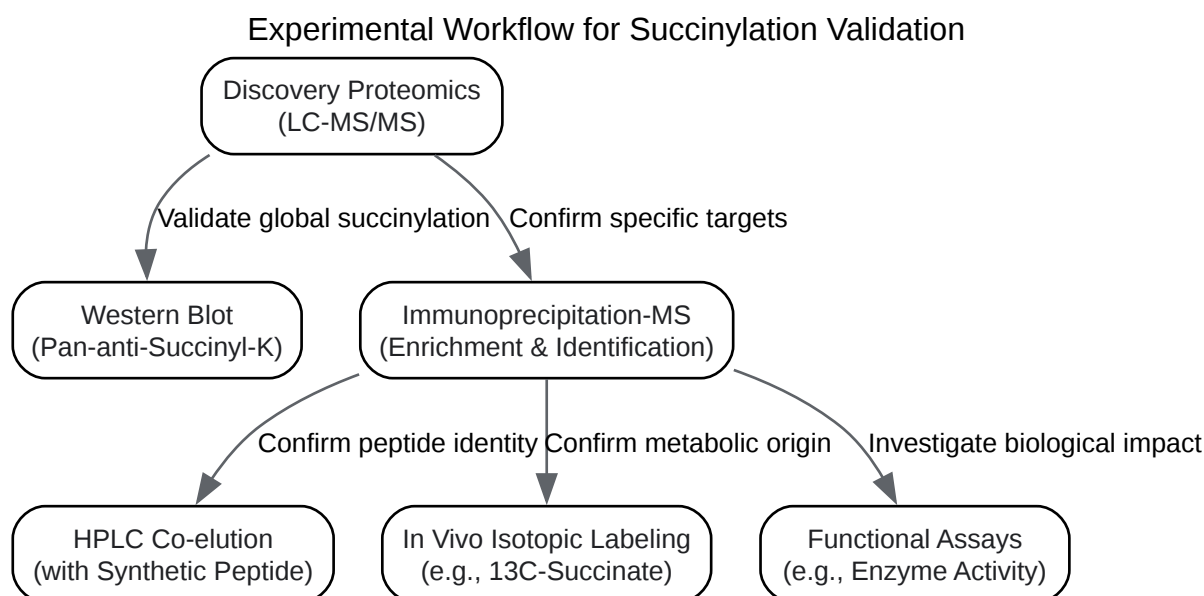 Experimental Workflow for Succinylation Validation
Discovery Proteomics
(LC-MS/MS)
Validate global succinylation
Confirm specific targets
Western Blot
(Pan-anti-Succinyl-K)
Immunoprecipitation-MS
(Enrichment & Identification)
Confirm peptide identity
Confirm metabolic origin
Investigate biological impact
HPLC Co-elution
(with Synthetic Peptide)
In Vivo Isotopic Labeling
(e.g., 13C-Succinate)
Functional Assays
(e.g., Enzyme Activity)